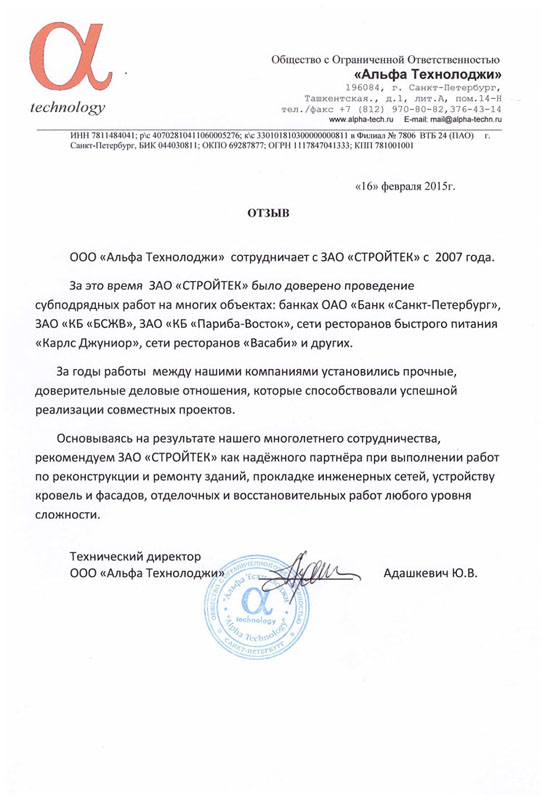 α
technology
Общество с Ограниченной Ответственностью
«Альфа Технолоджи»
196084, г. Санкт-Петербург,
Ташкентская., д.1, лит.А, пом.14-Н
тел./факс +7 (812) 970-80-82,376-43-14
www.alpha-tech.ru E-mail: mail@alpha-techn.ru
ИНН 7811484041; р\с 40702810411060005276; к\с 330101810300000000811 в Филиал № 7806 ВТБ 24 (ПАО) г.
Санкт-Петербург, БИК 044030811; ОКПО 69287877; ОГРН 1117847041333; КПП 781001001
«16» февраля 2015г.
ОТЗЫВ
ООО «Альфа Технолоджи» сотрудничает с ЗАО «СТРОЙТЕК» с 2007 года.
За это время ЗАО «СТРОЙТЕК» было доверено проведение
субподрядных работ на многих объектах: банках ОАО «Банк «Санкт-Петербург»,
ЗАО «КБ «БСЖВ», ЗАО «КБ «Париба-Восток», сети ресторанов быстрого питания
«Карлс Джуниор», сети ресторанов «Васаби» и других.
За годы работы между нашими компаниями установились прочные,
доверительные деловые отношения, которые способствовали успешной
реализации совместных проектов.
Основываясь на результате нашего многолетнего сотрудничества,
рекомендуем ЗАО «СТРОЙТЕК» как надёжного партнёра при выполнении работ
по реконструкции и ремонту зданий, прокладке инженерных сетей, устройству
кровель и фасадов, отделочных и восстановительных работ любого уровня
сложности.
Технический директор
ООО «Альфа Технолоджи» Адашкевич Ю.В.
ОБЩЕСТВО С ОГРАНИЧЕННОЙ ОТВЕТСТВЕННОСТЬЮ
"Альфа Технолоджи"
α
technology
"Alpha Technology"
САНКТ-ПЕТЕРБУРГ